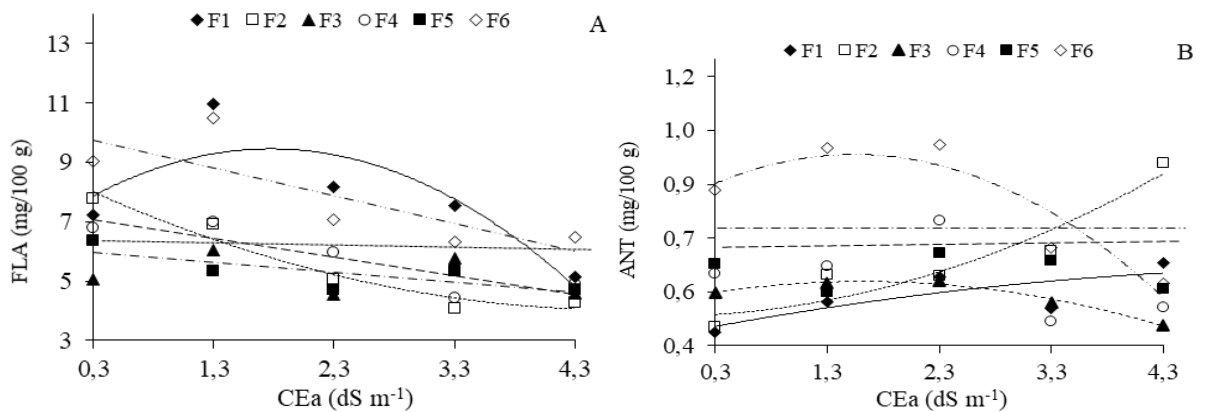 F1 F2 F3 F4 F5 F6
A
13
11
9
7
5
3
FLA (mg/100 g)
0,3 1,3 2,3 3,3 4,3
CEa (dS m⁻¹)
F1 F2 F3 F4 F5 F6
B
1,2
1,0
0,9
0,7
0,6
0,4
ANT (mg/100 g)
0,3 1,3 2,3 3,3 4,3
CEa (dS m⁻¹)